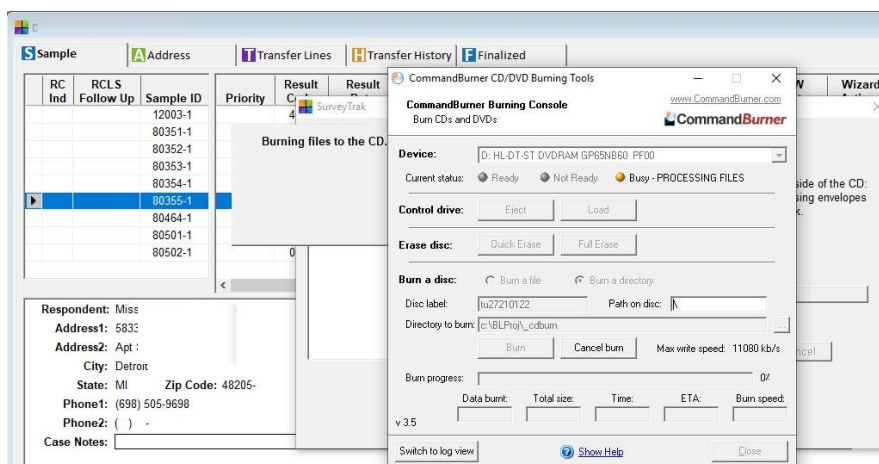 Sample
Address
Transfer Lines
Transfer History
Finalized
RC Ind
RCLS Follow Up
Sample ID
Priority
Result
Result
Wizard
12003-1
4
80351-1
80352-1
80353-1
80354-1
80355-1
80464-1
80501-1
80502-1
0
SurveyTrak
Burning files to the CD.
CommandBurner CD/DVD Burning Tools
CommandBurner Burning Console
www.CommandBurner.com
Burn CDs and DVDs
CommandBurner
Device: D: HL-DT-ST DVDRAM GP65NB60 PF00
Current status: Ready Not Ready Busy - PROCESSING FILES
Control drive: Eject Load
Erase disc: Quick Erase Full Erase
Burn a disc: Burn a file Burn a directory
Disc label: tu27210122 Path on disc: \
Directory to burn: c:\BLProj\_cdburn ...
Burn Cancel burn Max write speed: 11080 kb/s
Burn progress: 0%
Data burnt: Total size: Time: ETA: Burn speed:
v 3.5
Switch to log view Show Help Close
side of the CD:
sing envelopes
k.
ncel
Respondent: Miss
Address1: 5833
Address2: Apt
City: Detroit
State: MI Zip Code: 48205-
Phone1: (698) 505-9698
Phone2: ( ) -
Case Notes: